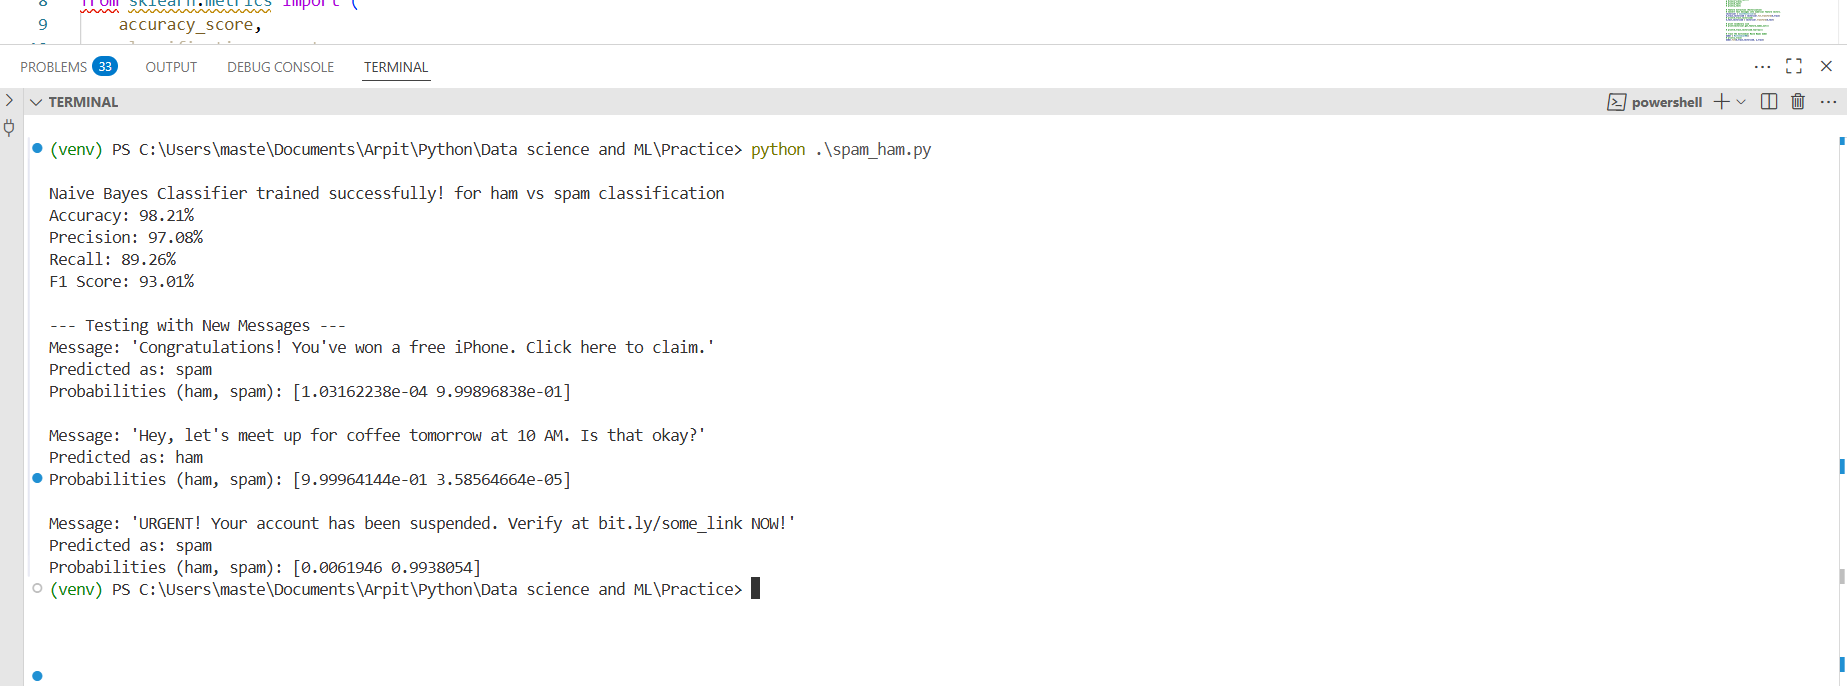 8 from sklearn.metrics import (
9 accuracy_score,
PROBLEMS 33 OUTPUT DEBUG CONSOLE TERMINAL
TERMINAL powershell
(venv) PS C:\Users\maste\Documents\Arpit\Python\Data science and ML\Practice> python .\spam_ham.py
Naive Bayes Classifier trained successfully! for ham vs spam classification
Accuracy: 98.21%
Precision: 97.08%
Recall: 89.26%
F1 Score: 93.01%
--- Testing with New Messages ---
Message: 'Congratulations! You've won a free iPhone. Click here to claim.'
Predicted as: spam
Probabilities (ham, spam): [1.03162238e-04 9.99896838e-01]
Message: 'Hey, let's meet up for coffee tomorrow at 10 AM. Is that okay?'
Predicted as: ham
Probabilities (ham, spam): [9.99964144e-01 3.58564664e-05]
Message: 'URGENT! Your account has been suspended. Verify at bit.ly/some_link NOW!'
Predicted as: spam
Probabilities (ham, spam): [0.0061946 0.9938054]
(venv) PS C:\Users\maste\Documents\Arpit\Python\Data science and ML\Practice>